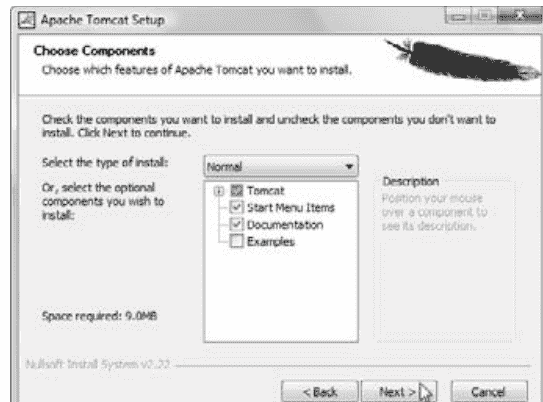 Apache Tomcat Setup
Choose Components
Choose which features of Apache Tomcat you want to install.
Check the components you want to install and uncheck the components you don't want to
install. Click Next to continue.
Select the type of install:
Normal
Or, select the optional
components you wish to
install:
Tomcat
Start Menu Items
Documentation
Examples
Description
Position your mouse
over a component to
see its description.
Space required: 9.0MB
Nullsoft Install System v2.22
< Back
Next >
Cancel